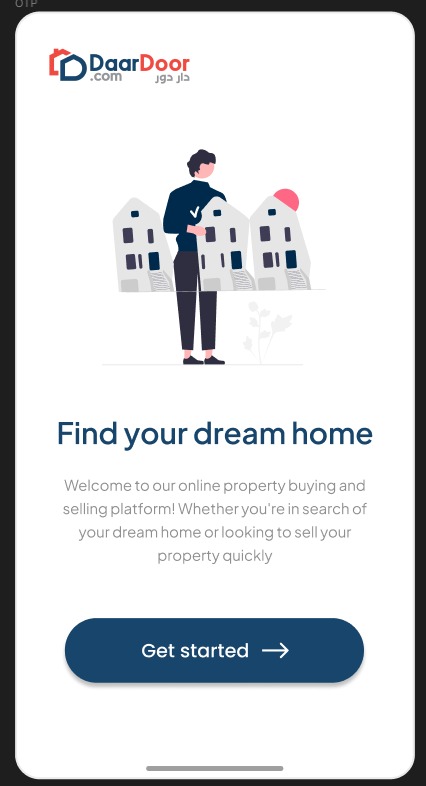 OTP
DaarDoor
.com دار دور
Find your dream home
Welcome to our online property buying and
selling platform! Whether you're in search of
your dream home or looking to sell your
property quickly
Get started